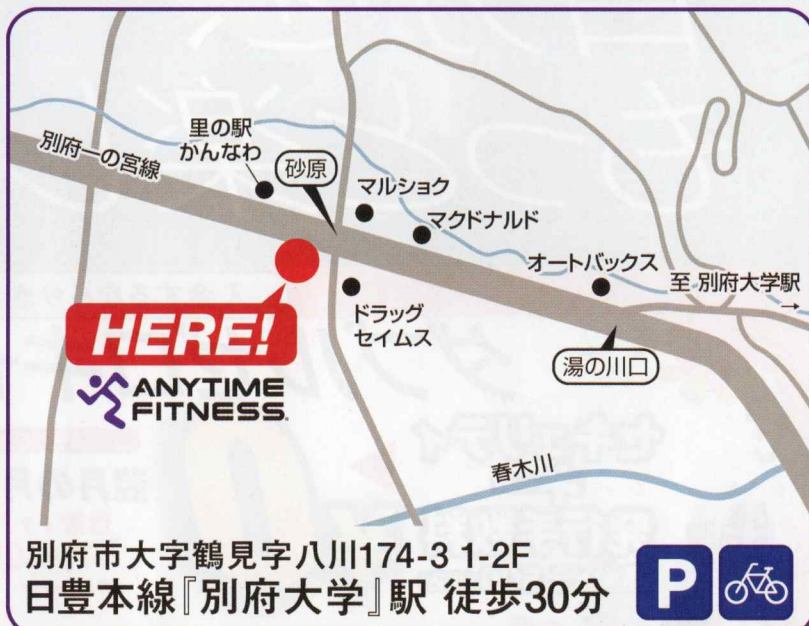 別府一の宮線
里の駅
かんなわ
砂原
マルショク
マクドナルド
オートバックス
至 別府大学駅
→
ドラッグ
セイムス
湯の川口
HERE!
ANYTIME
FITNESS.
春木川
別府市大字鶴見字八川174-3 1-2F
日豊本線『別府大学』駅 徒歩30分
P